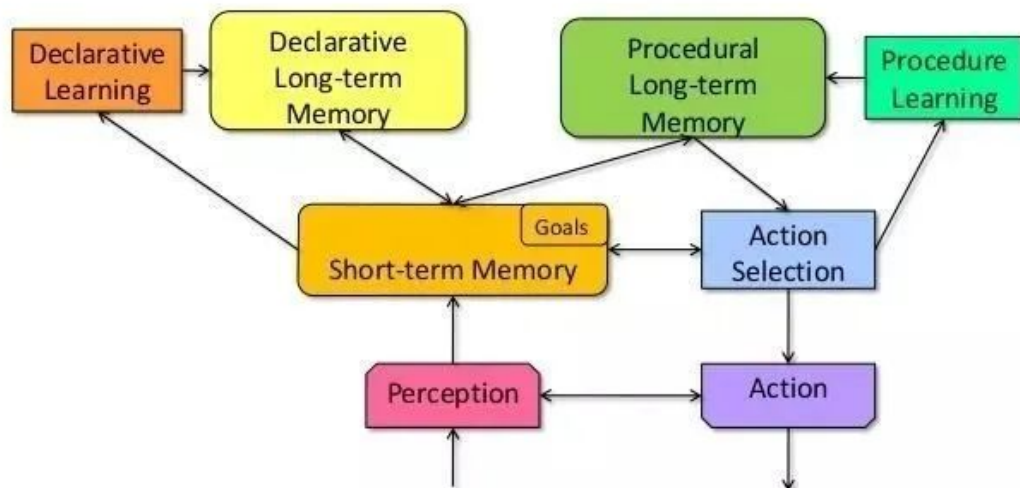 Declarative
Learning
Declarative
Long-term
Memory
Procedural
Long-term
Memory
Procedure
Learning
Goals
Short-term Memory
Action
Selection
Perception
Action